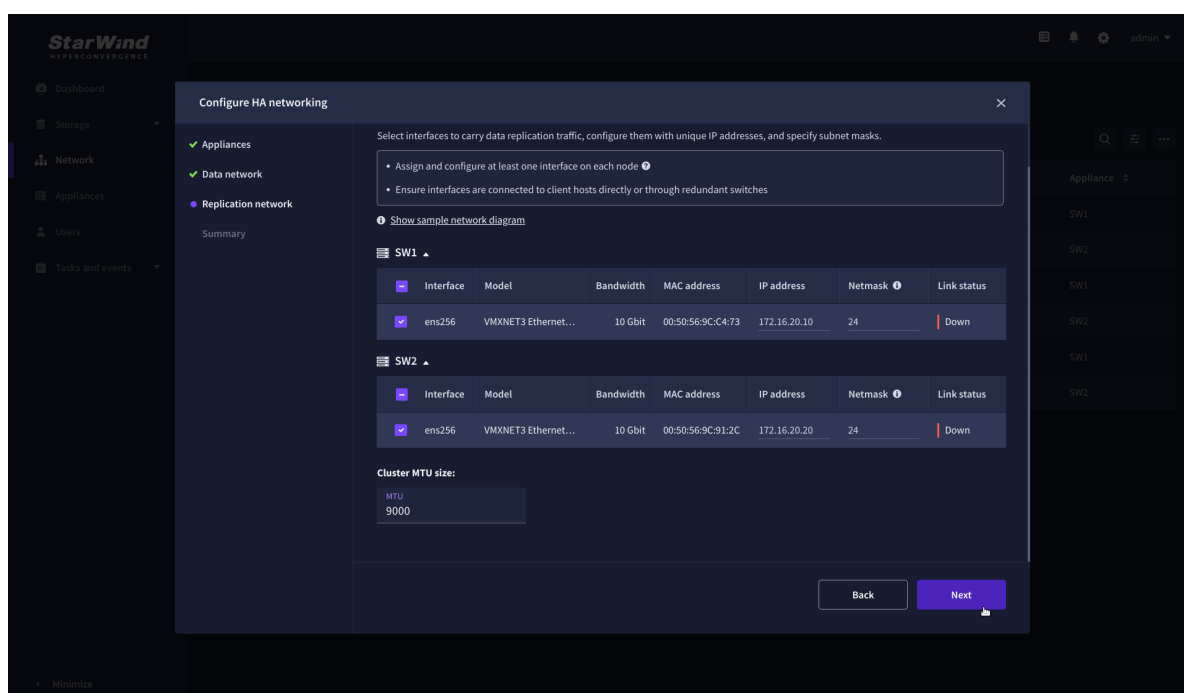 StarWind
HYPERCONVERGENCE
admin
Dashboard
Storage
Network
Appliances
Users
Tasks and events
Minimize
Appliance
SW1
SW2
SW1
SW2
SW1
SW2
Configure HA networking
Appliances
Data network
Replication network
Summary
Select interfaces to carry data replication traffic, configure them with unique IP addresses, and specify subnet masks.
• Assign and configure at least one interface on each node
• Ensure interfaces are connected to client hosts directly or through redundant switches
Show sample network diagram
SW1
Interface Model Bandwidth MAC address IP address Netmask Link status
ens256 VMXNET3 Ethernet... 10 Gbit 00:50:56:9C:C4:73 172.16.20.10 24 Down
SW2
Interface Model Bandwidth MAC address IP address Netmask Link status
ens256 VMXNET3 Ethernet... 10 Gbit 00:50:56:9C:91:2C 172.16.20.20 24 Down
Cluster MTU size:
MTU
9000
Back Next